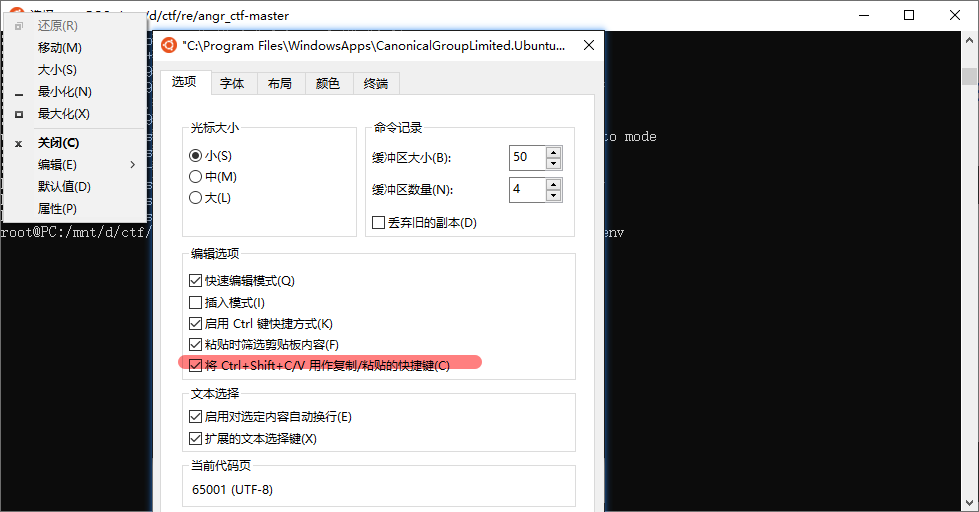 root@PC: /mnt/d/ctf/re/angr_ctf-master
还原(R)
移动(M)
大小(S)
最小化(N)
最大化(X)
关闭(C)
编辑(E)
默认值(D)
属性(P)
to mode
root@PC:/mnt/d/ctf/
env
"C:\Program Files\WindowsApps\CanonicalGroupLimited.Ubuntu...
选项 字体 布局 颜色 终端
光标大小
小(S)
中(M)
大(L)
命令记录
缓冲区大小(B): 50
缓冲区数量(N): 4
丢弃旧的副本(D)
编辑选项
快速编辑模式(Q)
插入模式(I)
启用 Ctrl 键快捷方式(K)
粘贴时筛选剪贴板内容(F)
将 Ctrl+Shift+C/V 用作复制/粘贴的快捷键(C)
文本选择
启用对选定内容自动换行(E)
扩展的文本选择键(X)
当前代码页
65001 (UTF-8)